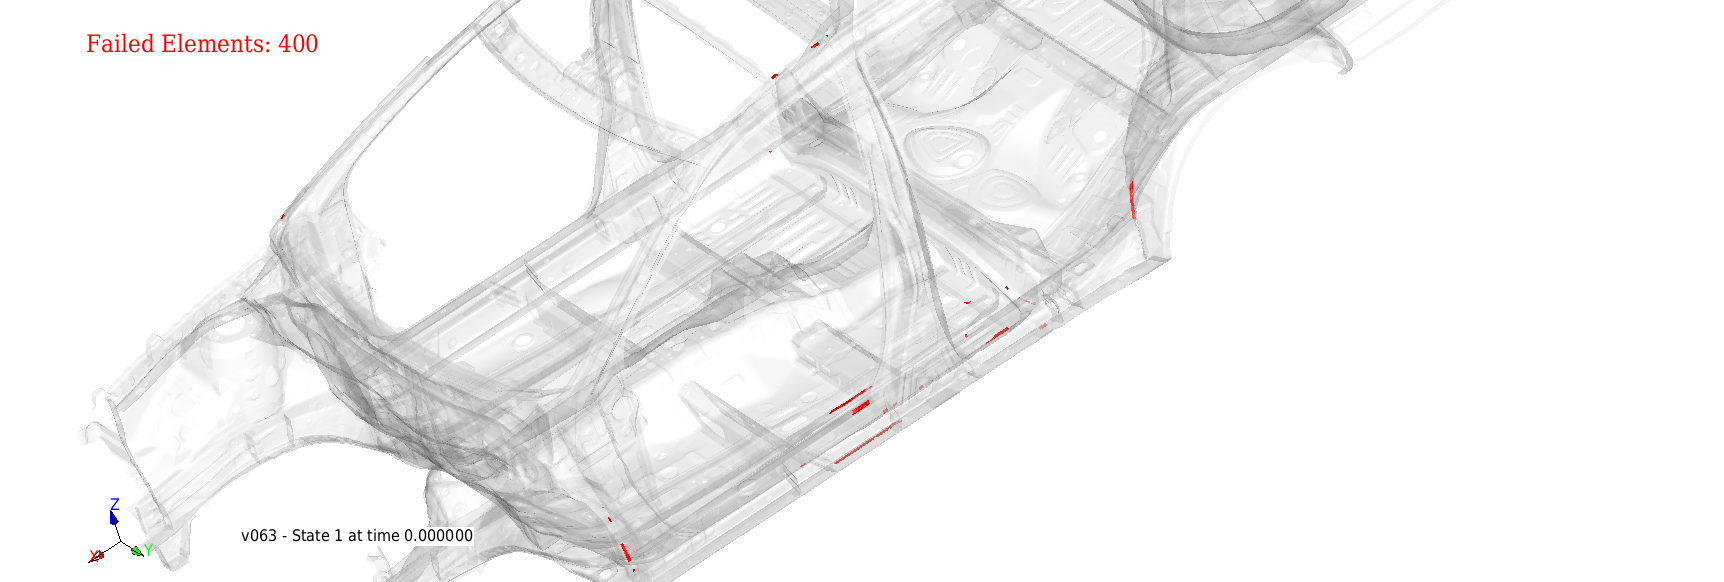 Failed Elements: 400
Z
v063 - State 1 at time 0.000000
X
Y